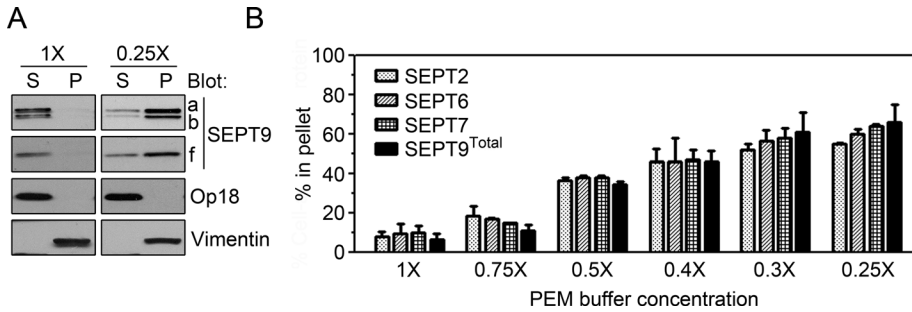 A
1X 0.25X
S P S P Blot:
a
b
SEPT9
f
Op18
Vimentin
B
100
80
60
40
20
0
% in pellet
SEPT2
SEPT6
SEPT7
SEPT9Total
1X 0.75X 0.5X 0.4X 0.3X 0.25X
PEM buffer concentration